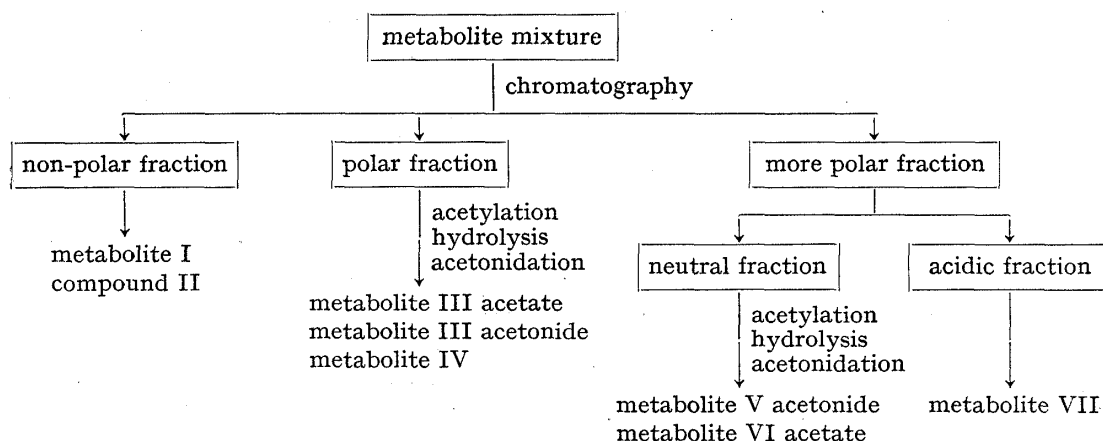 metabolite mixture
chromatography
non-polar fraction
polar fraction
more polar fraction
metabolite I
compound II
acetylation
hydrolysis
acetonidation
metabolite III acetate
metabolite III acetonide
metabolite IV
neutral fraction
acidic fraction
acetylation
hydrolysis
acetonidation
metabolite V acetonide
metabolite VI acetate
metabolite VII